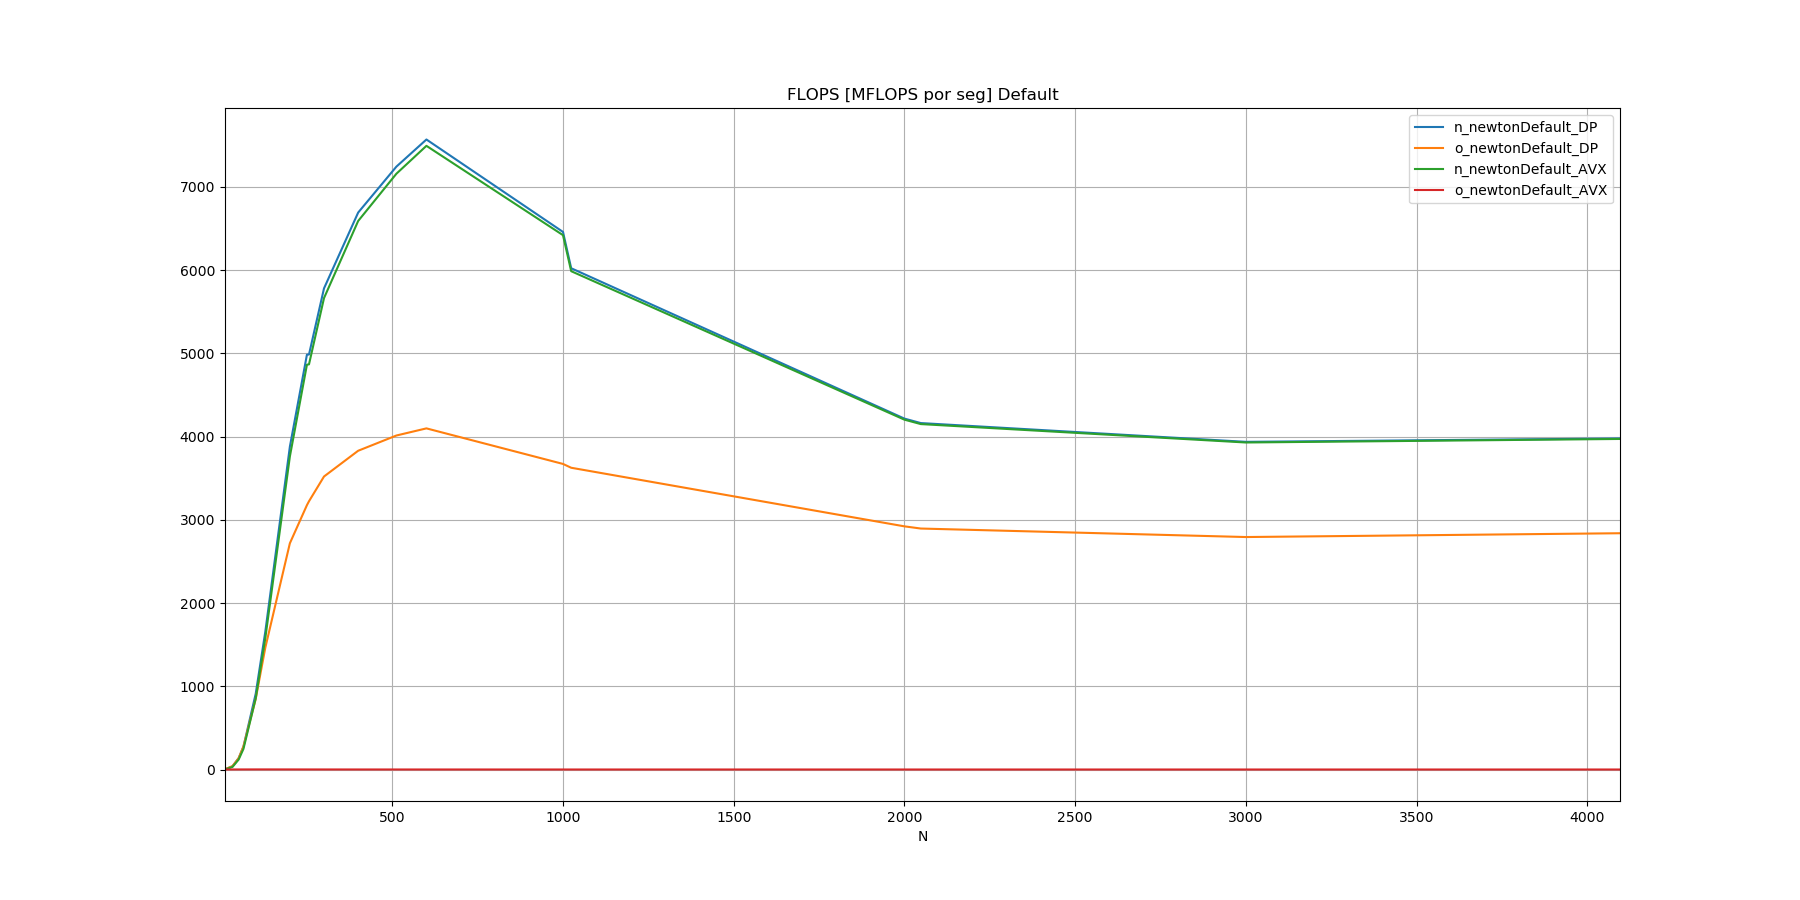 FLOPS [MFLOPS por seg] Default
n_newtonDefault_DP
o_newtonDefault_DP
n_newtonDefault_AVX
o_newtonDefault_AVX
7000
6000
5000
4000
3000
2000
1000
0
500 1000 1500 2000 2500 3000 3500 4000
N